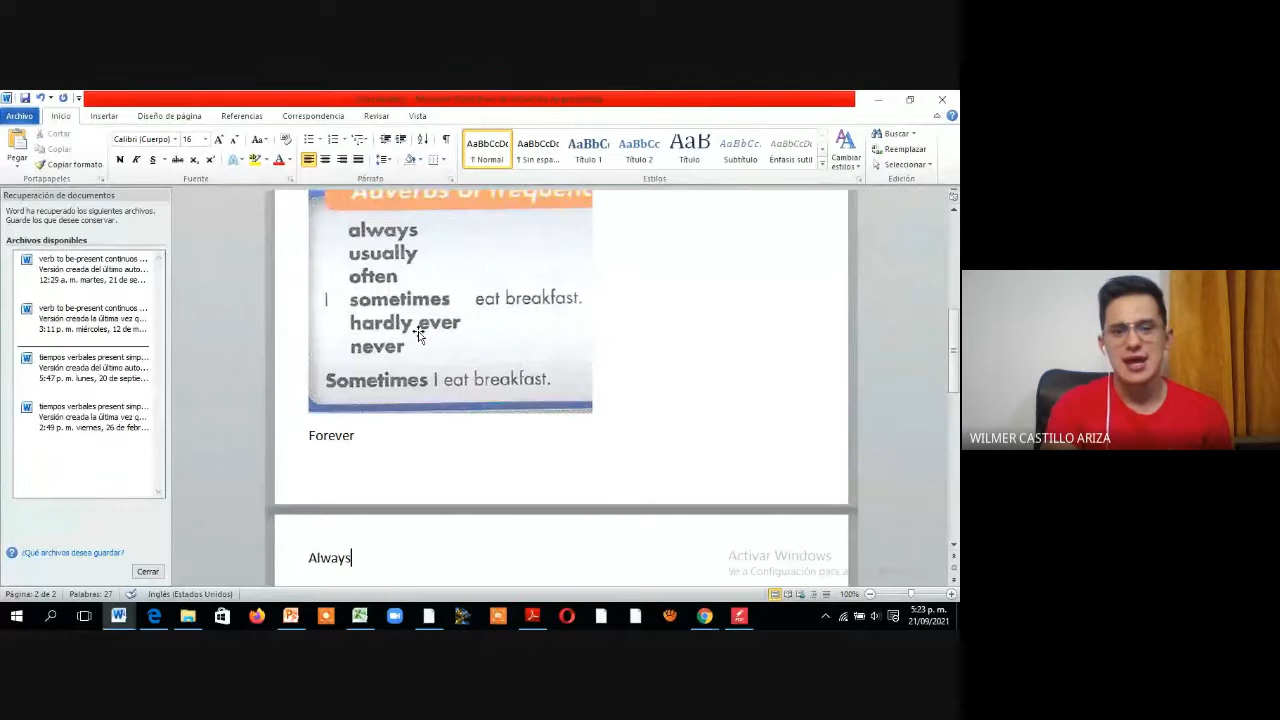 Archivo
Inicio
Insertar
Diseño de página
Referencias
Correspondencia
Revisar
Vista
Pegar
Cortar
Copiar
Copiar formato
Portapapeles
Calibri (Cuerpo)
16
Fuente
Párrafo
AaBbCcDc
¶ Normal
AaBbCcDc
¶ Sin espa...
AaBbC
Título 1
AaBbCc
Título 2
AaB
Título
AaBbCc.
Subtítulo
AaBbCcDc
Énfasis sutil
Cambiar
estilos
Estilos
Buscar
Reemplazar
Seleccionar
Edición
Recuperación de documentos
Word ha recuperado los siguientes archivos.
Guarde los que desee conservar.
Archivos disponibles
verb to be-present continuos ...
Versión creada del último auto...
12:29 a. m. martes, 21 de se...
verb to be-present continuos ...
Versión creada la última vez q...
3:11 p. m. miércoles, 12 de m...
tiempos verbales present simp...
Versión creada del último auto...
5:47 p. m. lunes, 20 de septie...
tiempos verbales present simp...
Versión creada la última vez q...
2:49 p. m. viernes, 26 de febr...
¿Qué archivos desea guardar?
Cerrar
Adverbs of frequenc
always
usually
often
I sometimes eat breakfast.
hardly ever
never
Sometimes I eat breakfast.
Forever
Always
Activar Windows
Ve a Configuración para a
WILMER CASTILLO ARIZA
Página: 2 de 2
Palabras: 27
Inglés (Estados Unidos)
100%
5:23 p. m.
21/09/2021